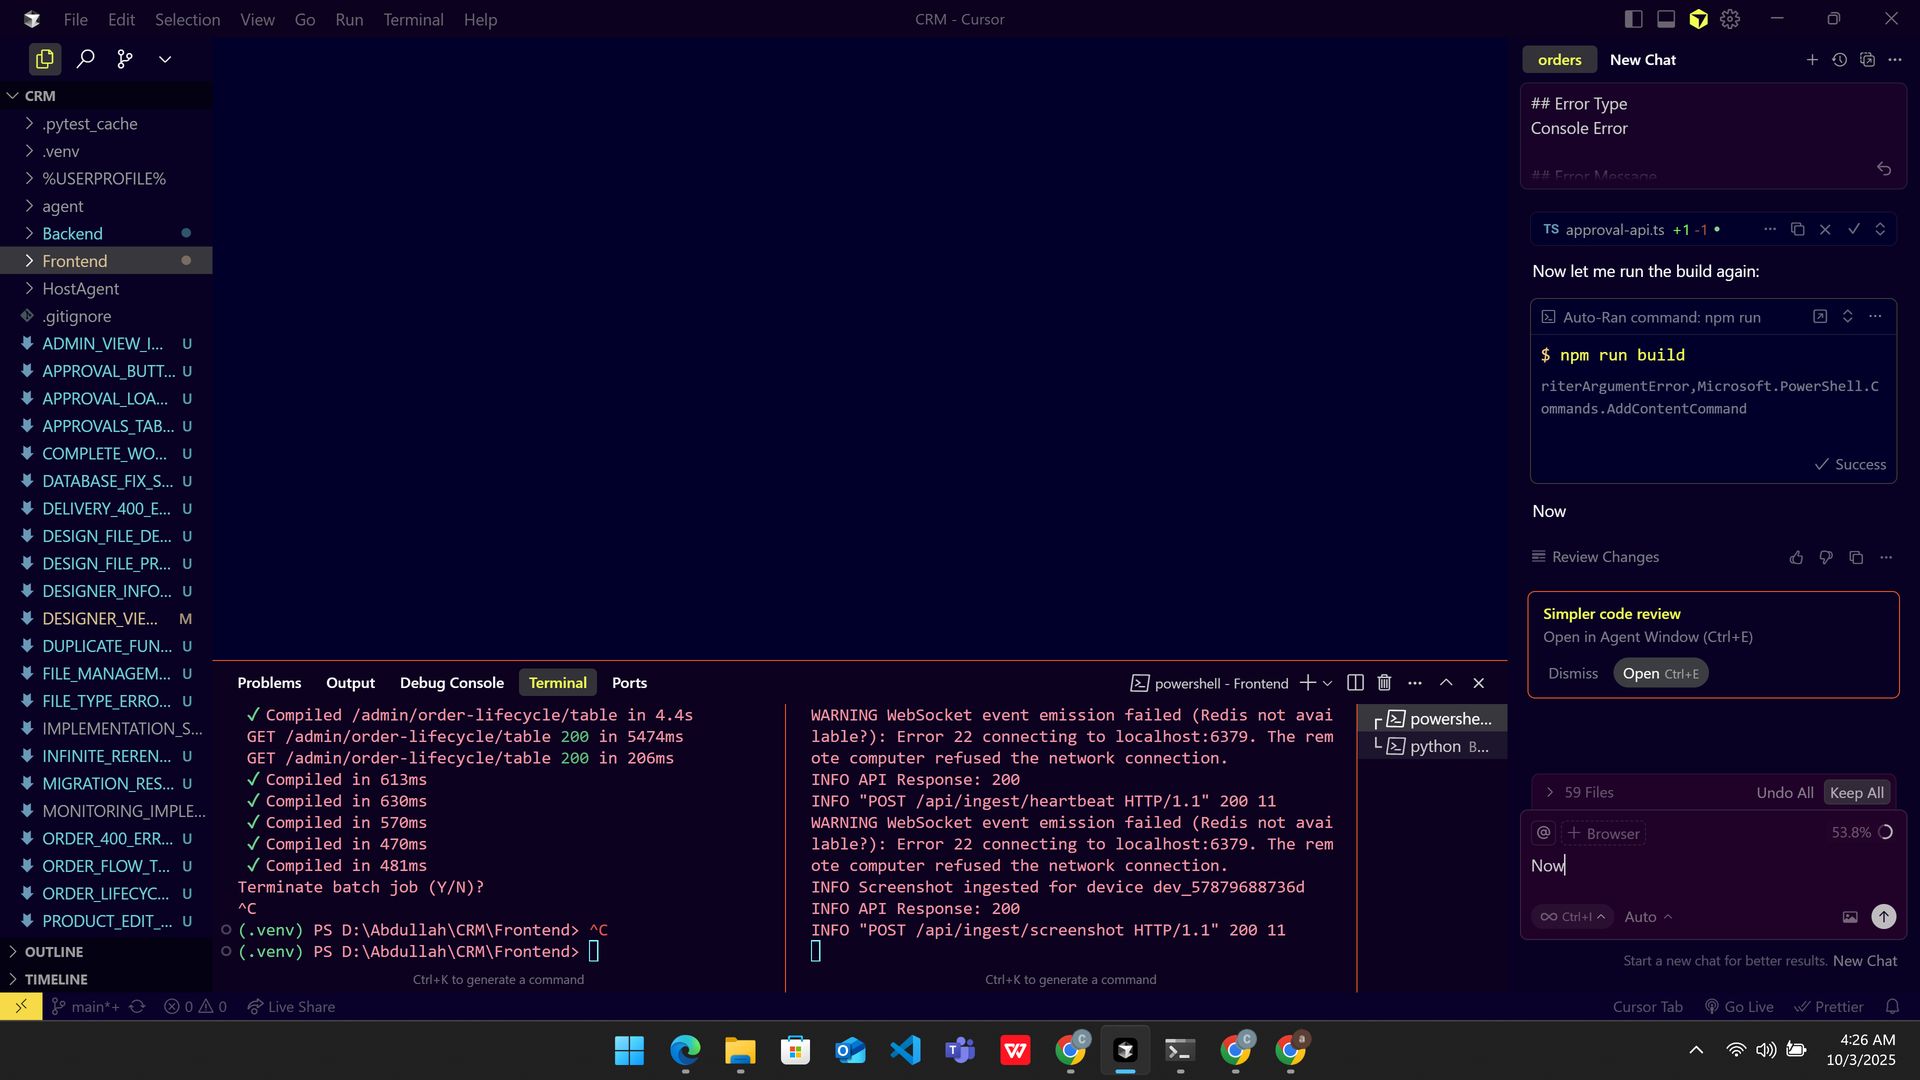 File Edit Selection View Go Run Terminal Help
CRM - Cursor
CRM
.pytest_cache
.venv
%USERPROFILE%
agent
Backend
Frontend
HostAgent
.gitignore
ADMIN_VIEW_I... U
APPROVAL_BUTT... U
APPROVAL_LOA... U
APPROVALS_TAB... U
COMPLETE_WO... U
DATABASE_FIX_S... U
DELIVERY_400_E... U
DESIGN_FILE_DE... U
DESIGN_FILE_PR... U
DESIGNER_INFO... U
DESIGNER_VIE... M
DUPLICATE_FUN... U
FILE_MANAGEM... U
FILE_TYPE_ERRO... U
IMPLEMENTATION_S...
INFINITE_REREN... U
MIGRATION_RES... U
MONITORING_IMPLE...
ORDER_400_ERR... U
ORDER_FLOW_T... U
ORDER_LIFECYC... U
PRODUCT_EDIT_... U
OUTLINE
TIMELINE
Problems Output Debug Console Terminal Ports
powershell - Frontend
✓ Compiled /admin/order-lifecycle/table in 4.4s
GET /admin/order-lifecycle/table 200 in 5474ms
GET /admin/order-lifecycle/table 200 in 206ms
✓ Compiled in 613ms
✓ Compiled in 630ms
✓ Compiled in 570ms
✓ Compiled in 470ms
✓ Compiled in 481ms
Terminate batch job (Y/N)?
^C
(.venv) PS D:\Abdullah\CRM\Frontend> ^C
(.venv) PS D:\Abdullah\CRM\Frontend>
Ctrl+K to generate a command
WARNING WebSocket event emission failed (Redis not avai
lable?): Error 22 connecting to localhost:6379. The rem
ote computer refused the network connection.
INFO API Response: 200
INFO "POST /api/ingest/heartbeat HTTP/1.1" 200 11
WARNING WebSocket event emission failed (Redis not avai
lable?): Error 22 connecting to localhost:6379. The rem
ote computer refused the network connection.
INFO Screenshot ingested for device dev_57879688736d
INFO API Response: 200
INFO "POST /api/ingest/screenshot HTTP/1.1" 200 11
Ctrl+K to generate a command
powershe...
python B...
orders New Chat
## Error Type
Console Error
## Error Message
TS approval-api.ts +1 -1 •
Now let me run the build again:
Auto-Ran command: npm run
$ npm run build
riterArgumentError,Microsoft.PowerShell.C
ommands.AddContentCommand
Success
Now
Review Changes
Simpler code review
Open in Agent Window (Ctrl+E)
Dismiss Open Ctrl+E
59 Files Undo All Keep All
@ + Browser 53.8%
Now
∞ Ctrl+I Auto
Start a new chat for better results. New Chat
main*+ 0 0 Live Share
Cursor Tab Go Live Prettier
4:26 AM
10/3/2025